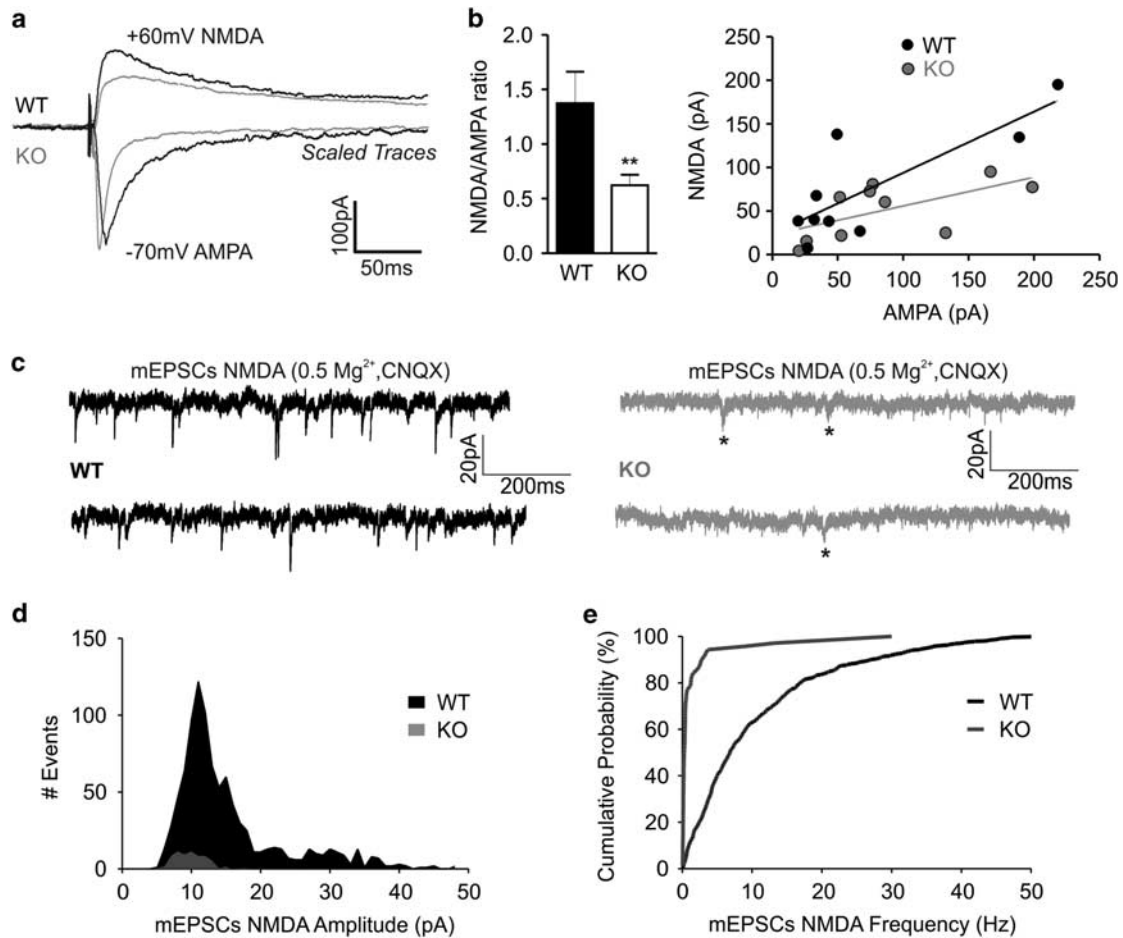 a
+60mV NMDA
WT
KO
Scaled Traces
-70mV AMPA
100pA
50ms
b
NMDA/AMPA ratio
2.0
1.5
1.0
0.5
0.0
**
WT
KO
NMDA (pA)
250
200
150
100
50
0
WT
KO
0
50
100
150
200
250
AMPA (pA)
c
mEPSCs NMDA (0.5 Mg²⁺,CNQX)
WT
20pA
200ms
mEPSCs NMDA (0.5 Mg²⁺,CNQX)
* *
KO
20pA
200ms
*
d
# Events
150
100
50
0
WT
KO
0
10
20
30
40
50
mEPSCs NMDA Amplitude (pA)
e
Cumulative Probability (%)
100
80
60
40
20
0
WT
KO
0
10
20
30
40
50
mEPSCs NMDA Frequency (Hz)